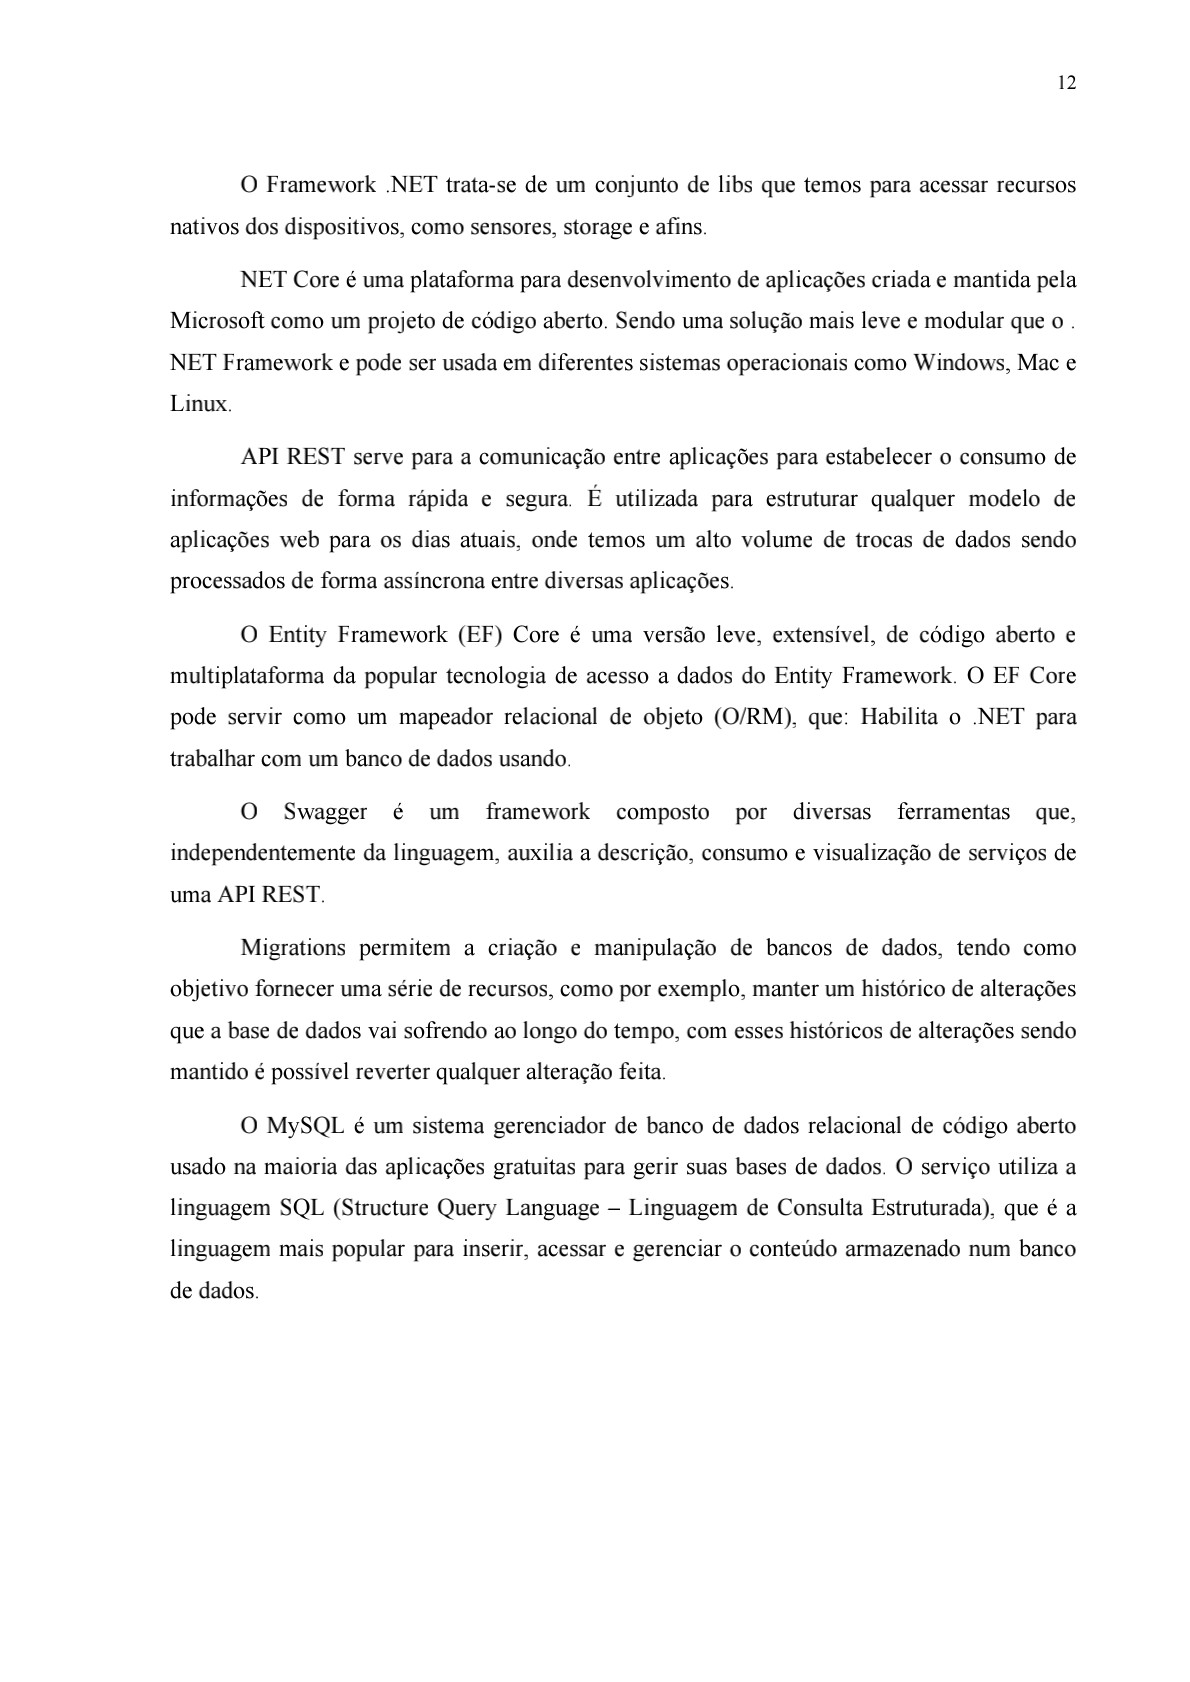 12
O Framework .NET trata-se de um conjunto de libs que temos para acessar recursos
nativos dos dispositivos, como sensores, storage e afins.
NET Core é uma plataforma para desenvolvimento de aplicações criada e mantida pela
Microsoft como um projeto de código aberto. Sendo uma solução mais leve e modular que o .
NET Framework e pode ser usada em diferentes sistemas operacionais como Windows, Mac e
Linux.
API REST serve para a comunicação entre aplicações para estabelecer o consumo de
informações de forma rápida e segura. É utilizada para estruturar qualquer modelo de
aplicações web para os dias atuais, onde temos um alto volume de trocas de dados sendo
processados de forma assíncrona entre diversas aplicações.
O Entity Framework (EF) Core é uma versão leve, extensível, de código aberto e
multiplataforma da popular tecnologia de acesso a dados do Entity Framework. O EF Core
pode servir como um mapeador relacional de objeto (O/RM), que: Habilita o .NET para
trabalhar com um banco de dados usando.
O Swagger é um framework composto por diversas ferramentas que,
independentemente da linguagem, auxilia a descrição, consumo e visualização de serviços de
uma API REST.
Migrations permitem a criação e manipulação de bancos de dados, tendo como
objetivo fornecer uma série de recursos, como por exemplo, manter um histórico de alterações
que a base de dados vai sofrendo ao longo do tempo, com esses históricos de alterações sendo
mantido é possível reverter qualquer alteração feita.
O MySQL é um sistema gerenciador de banco de dados relacional de código aberto
usado na maioria das aplicações gratuitas para gerir suas bases de dados. O serviço utiliza a
linguagem SQL (Structure Query Language – Linguagem de Consulta Estruturada), que é a
linguagem mais popular para inserir, acessar e gerenciar o conteúdo armazenado num banco
de dados.